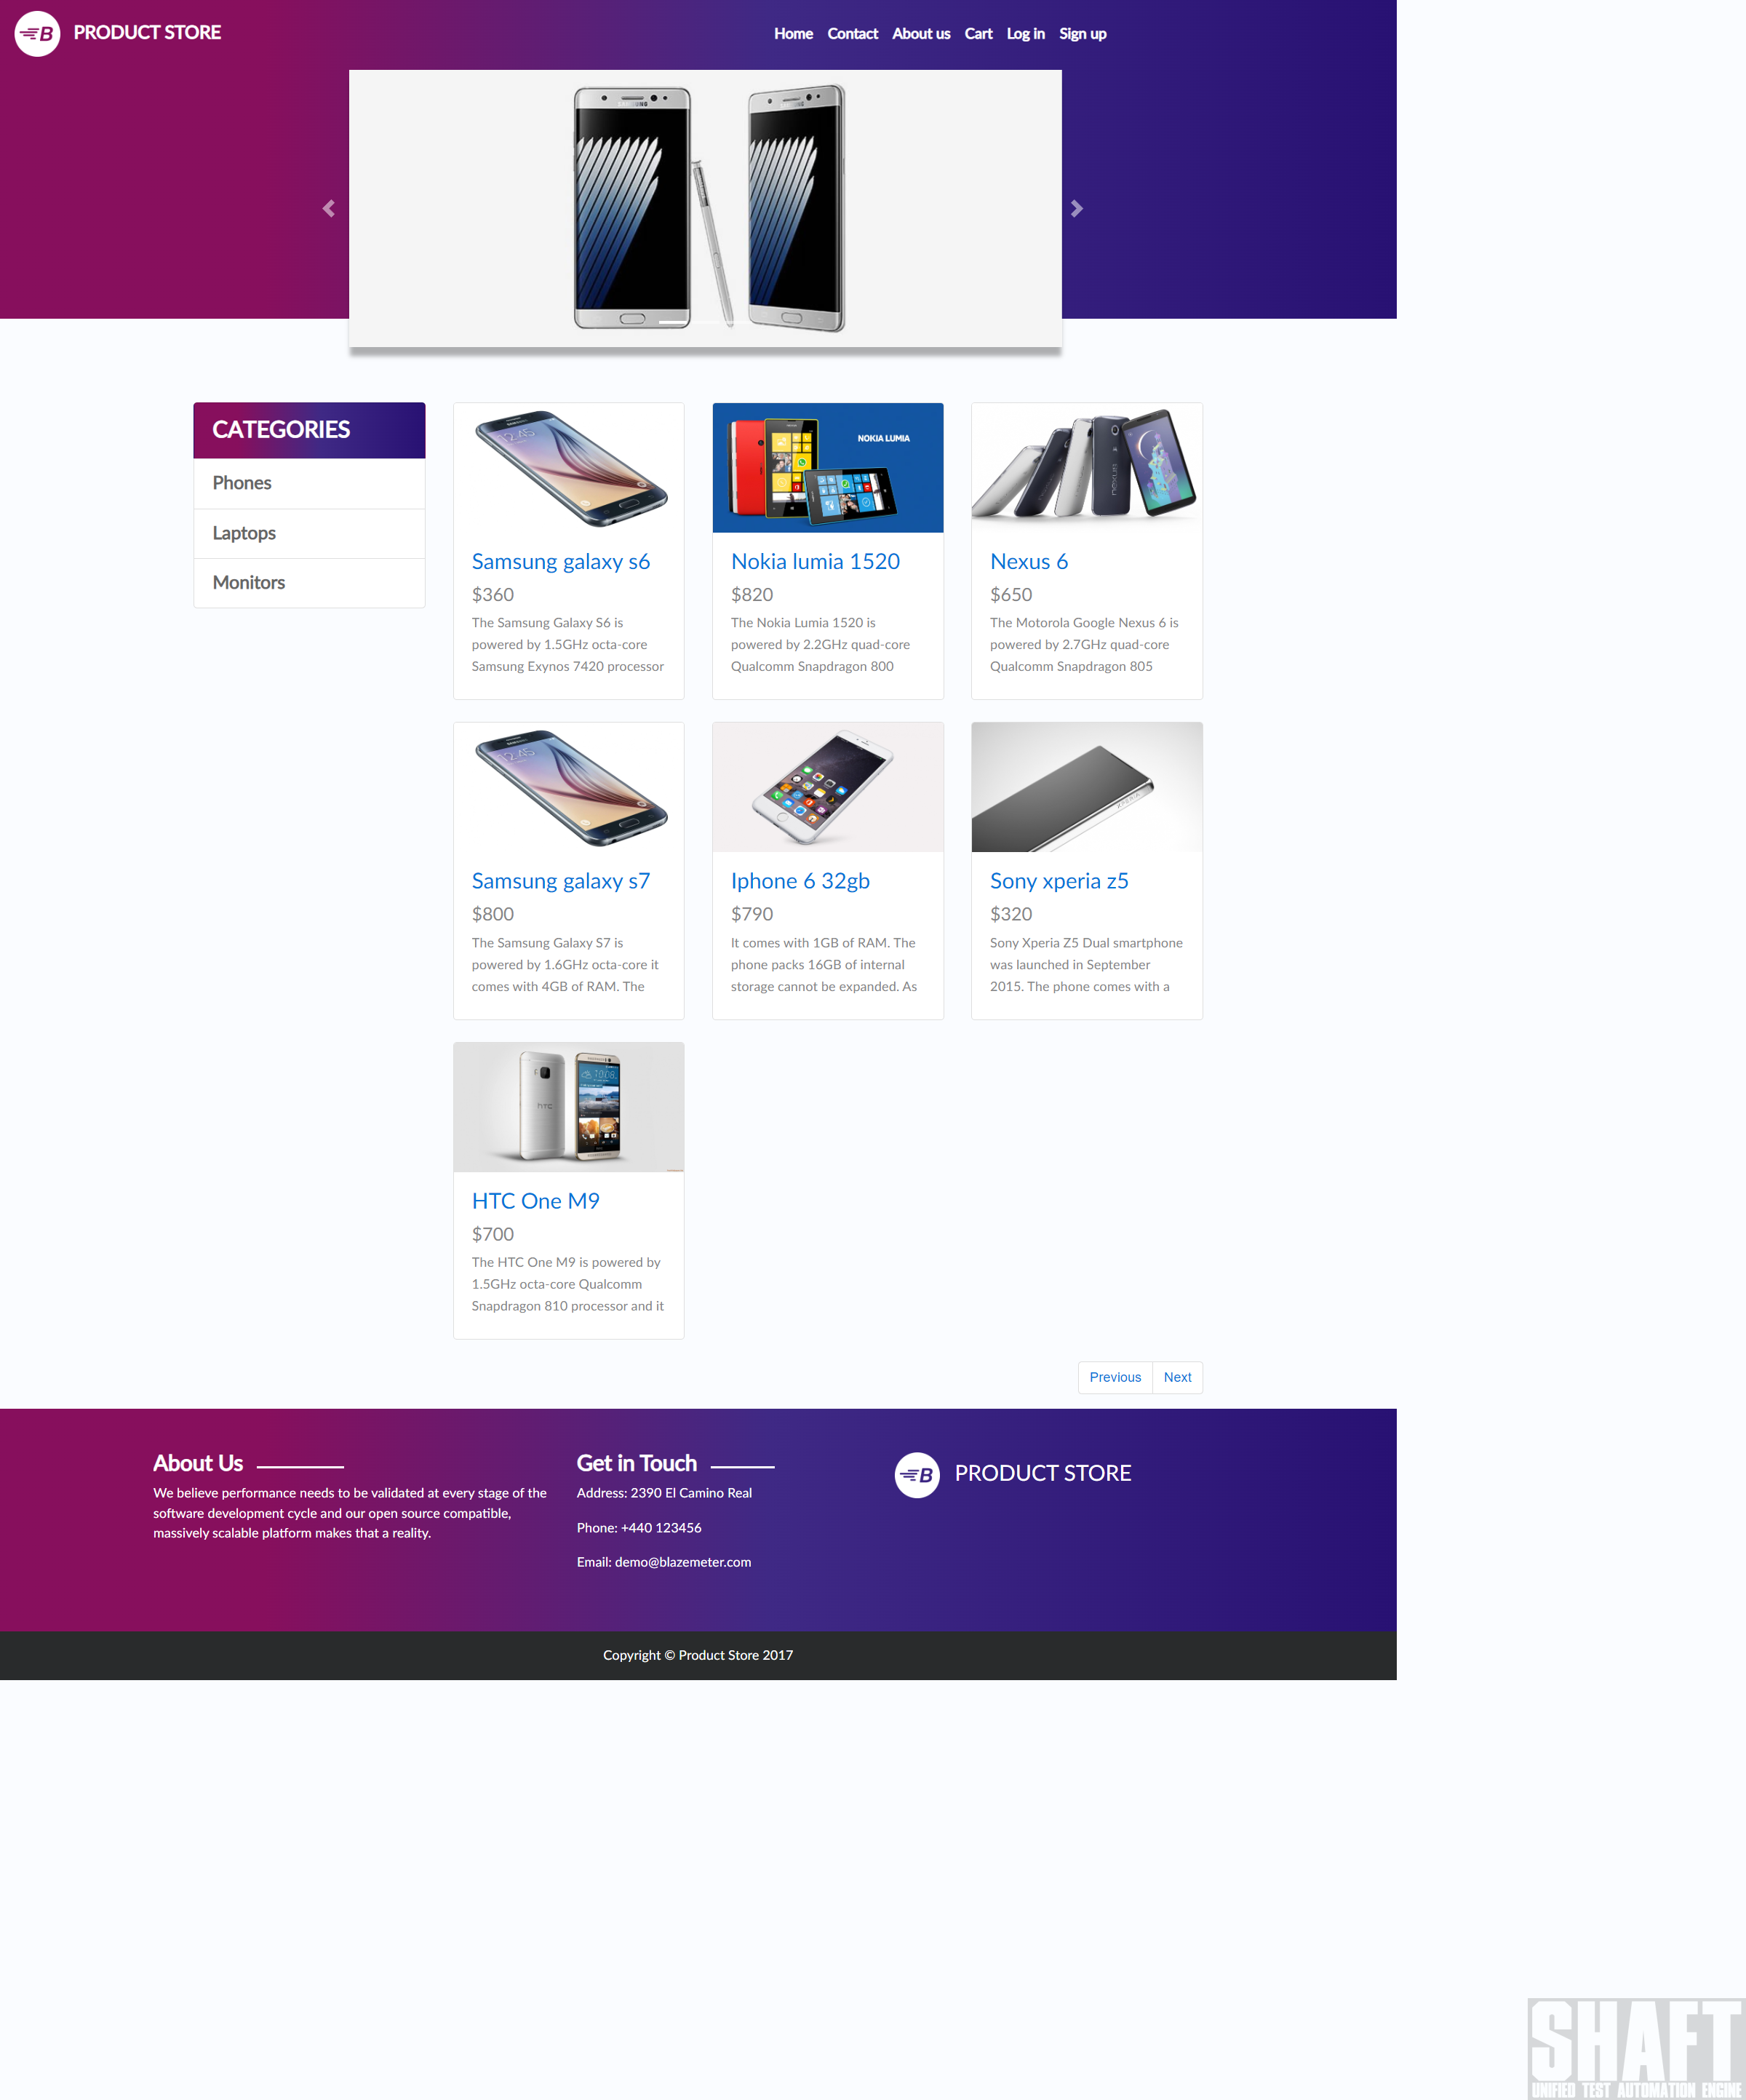 B PRODUCT STORE
Home Contact About us Cart Log in Sign up
SAMSUNG
CATEGORIES
Phones
Laptops
Monitors
12:45
Samsung galaxy s6
$360
The Samsung Galaxy S6 is
powered by 1.5GHz octa-core
Samsung Exynos 7420 processor
NOKIA LUMIA
Nokia lumia 1520
$820
The Nokia Lumia 1520 is
powered by 2.2GHz quad-core
Qualcomm Snapdragon 800
nexus
Nexus 6
$650
The Motorola Google Nexus 6 is
powered by 2.7GHz quad-core
Qualcomm Snapdragon 805
12:45
Samsung galaxy s7
$800
The Samsung Galaxy S7 is
powered by 1.6GHz octa-core it
comes with 4GB of RAM. The
Iphone 6 32gb
$790
It comes with 1GB of RAM. The
phone packs 16GB of internal
storage cannot be expanded. As
XPERIA
Sony xperia z5
$320
Sony Xperia Z5 Dual smartphone
was launched in September
2015. The phone comes with a
hTC
10:08
HTC One M9
$700
The HTC One M9 is powered by
1.5GHz octa-core Qualcomm
Snapdragon 810 processor and it
Previous Next
About Us
We believe performance needs to be validated at every stage of the
software development cycle and our open source compatible,
massively scalable platform makes that a reality.
Get in Touch
Address: 2390 El Camino Real
Phone: +440 123456
Email: demo@blazemeter.com
B PRODUCT STORE
Copyright © Product Store 2017
SHAFT
UNIFIED TEST AUTOMATION ENGINE